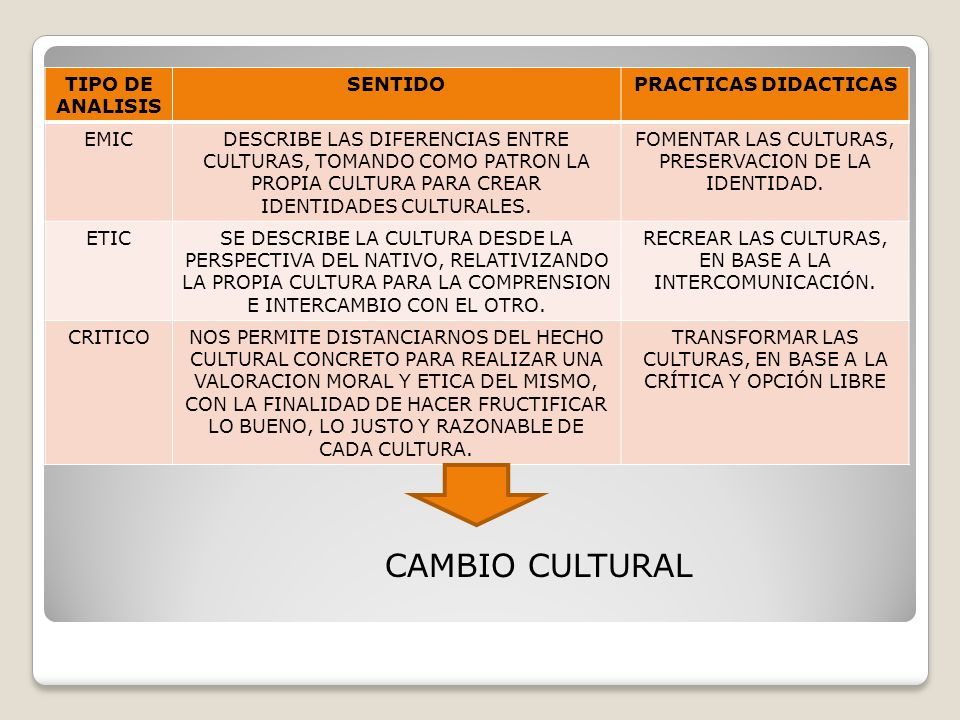 TIPO DE
ANALISIS
SENTIDO
PRACTICAS DIDACTICAS
EMIC
DESCRIBE LAS DIFERENCIAS ENTRE
CULTURAS, TOMANDO COMO PATRON LA
PROPIA CULTURA PARA CREAR
IDENTIDADES CULTURALES.
FOMENTAR LAS CULTURAS,
PRESERVACION DE LA
IDENTIDAD.
ETIC
SE DESCRIBE LA CULTURA DESDE LA
PERSPECTIVA DEL NATIVO, RELATIVIZANDO
LA PROPIA CULTURA PARA LA COMPRENSION
E INTERCAMBIO CON EL OTRO.
RECREAR LAS CULTURAS,
EN BASE A LA
INTERCOMUNICACIÓN.
CRITICO
NOS PERMITE DISTANCIARNOS DEL HECHO
CULTURAL CONCRETO PARA REALIZAR UNA
VALORACION MORAL Y ETICA DEL MISMO,
CON LA FINALIDAD DE HACER FRUCTIFICAR
LO BUENO, LO JUSTO Y RAZONABLE DE
CADA CULTURA.
TRANSFORMAR LAS
CULTURAS, EN BASE A LA
CRÍTICA Y OPCIÓN LIBRE
CAMBIO CULTURAL